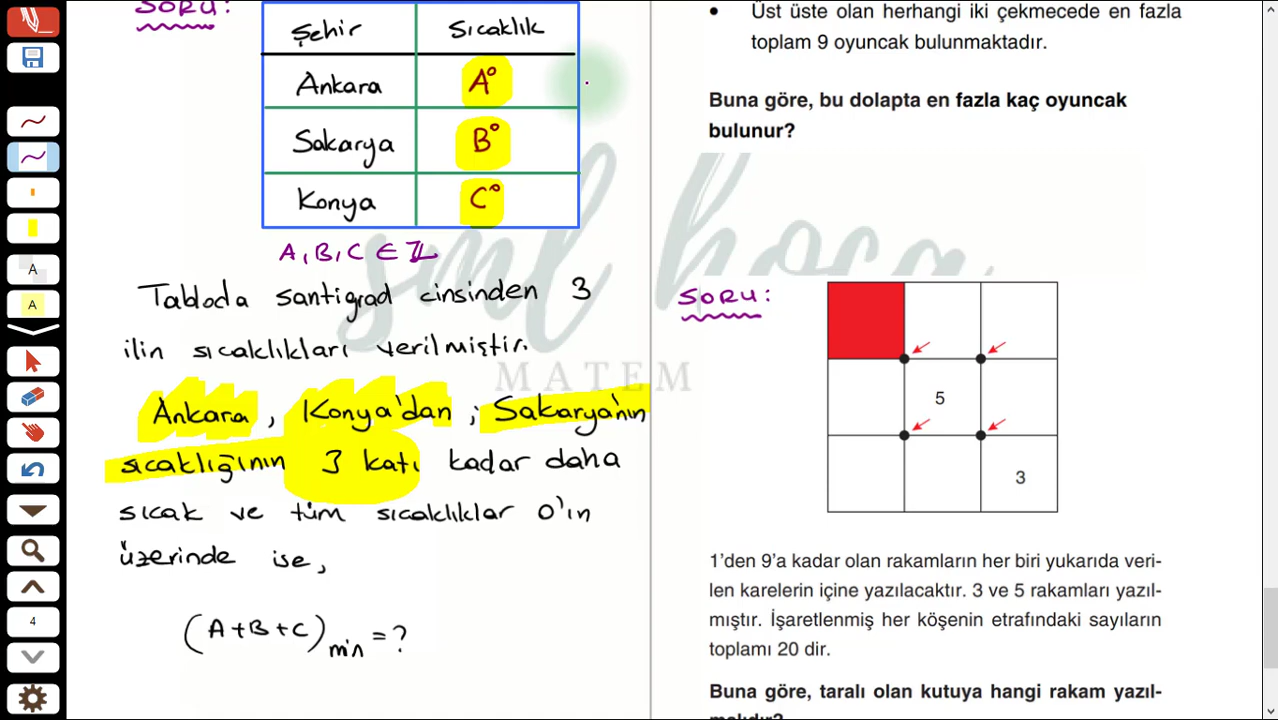 SORU:
Şehir Sıcaklık
Ankara A°
Sakarya B°
Konya C°
A, B, C ∈ Z
Tabloda santigrad cinsinden 3
ilin sıcaklıkları verilmiştir.
Ankara, Konya'dan, Sakarya'nın
sıcaklığının 3 katı kadar daha
sıcak ve tüm sıcaklıklar 0'ın
üzerinde ise,
(A+B+C)min = ?
A
A
4
• Üst üste olan herhangi iki çekmecede en fazla
toplam 9 oyuncak bulunmaktadır.
Buna göre, bu dolapta en fazla kaç oyuncak
bulunur?
sml hoca
MATEM
SORU:
5
3
1'den 9'a kadar olan rakamların her biri yukarıda veri-
len karelerin içine yazılacaktır. 3 ve 5 rakamları yazıl-
mıştır. İşaretlenmiş her köşenin etrafındaki sayıların
toplamı 20 dir.
Buna göre, taralı olan kutuya hangi rakam yazıl-
malıdır?